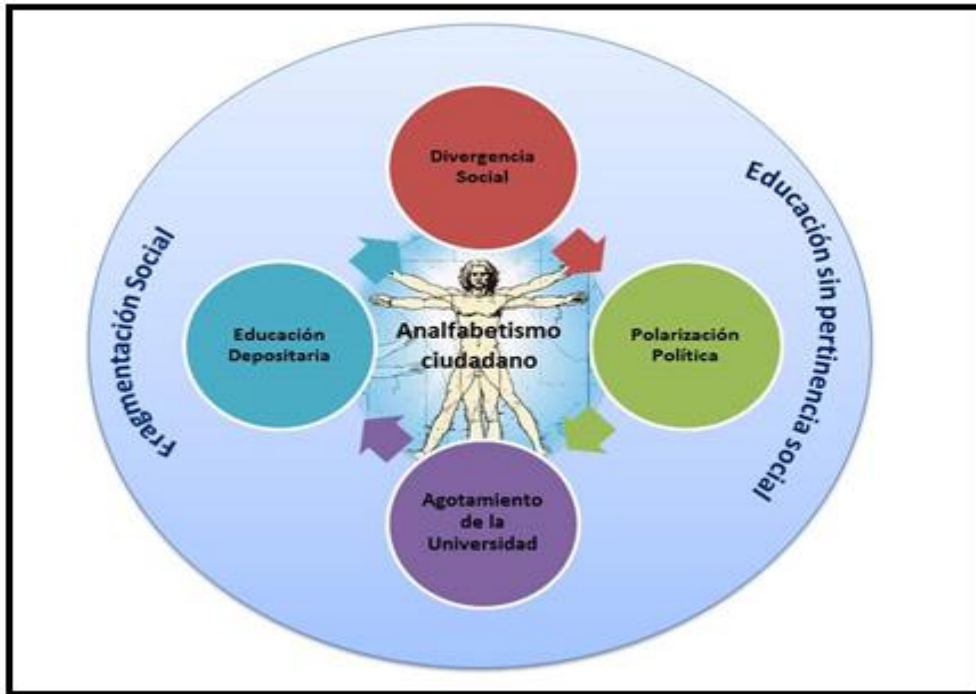 Divergencia
Social
Fragmentación Social
Educación sin pertinencia social
Educación
Depositaria
Analfabetismo
ciudadano
Polarización
Política
Agotamiento
de la
Universidad